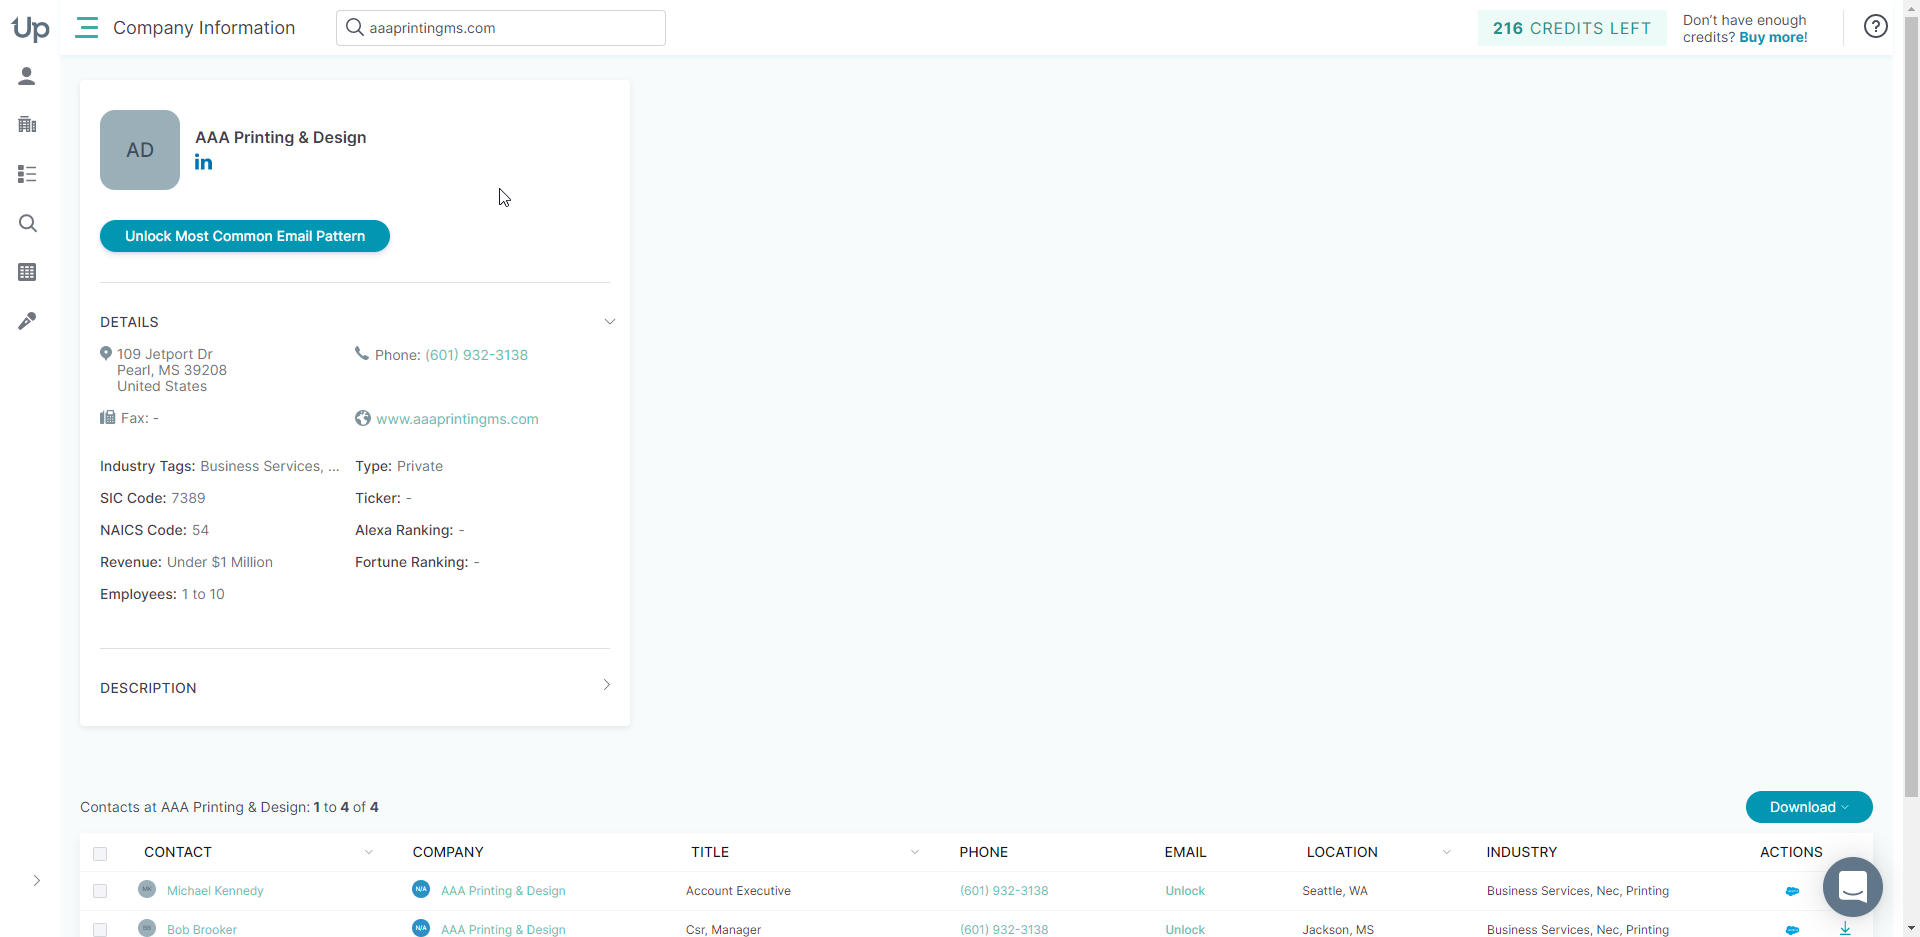 Up
Company Information
aaaprintingms.com
216 CREDITS LEFT
Don't have enough
credits? Buy more!
?
AD
AAA Printing & Design
in
Unlock Most Common Email Pattern
DETAILS
109 Jetport Dr
Pearl, MS 39208
United States
Phone: (601) 932-3138
Fax: -
www.aaaprintingms.com
Industry Tags: Business Services, ...
Type: Private
SIC Code: 7389
Ticker: -
NAICS Code: 54
Alexa Ranking: -
Revenue: Under $1 Million
Fortune Ranking: -
Employees: 1 to 10
DESCRIPTION
Contacts at AAA Printing & Design: 1 to 4 of 4
Download
CONTACT COMPANY TITLE PHONE EMAIL LOCATION INDUSTRY ACTIONS
MK Michael Kennedy N/A AAA Printing & Design Account Executive (601) 932-3138 Unlock Seattle, WA Business Services, Nec, Printing
BB Bob Brooker N/A AAA Printing & Design Csr, Manager (601) 932-3138 Unlock Jackson, MS Business Services, Nec, Printing